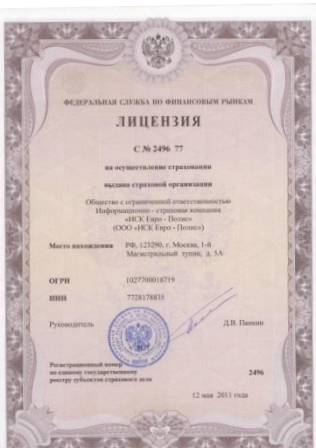 ФЕДЕРАЛЬНАЯ СЛУЖБА ПО ФИНАНСОВЫМ РЫНКАМ
ЛИЦЕНЗИЯ
С № 2496 77
на осуществление страхования
выдана страховой организации
Общество с ограниченной ответственностью
Информационно - страховая компания
«ИСК Евро - Полис»
(ООО «ИСК Евро - Полис»)
Место нахождения РФ, 123290, г. Москва, 1-й
Магистральный тупик, д. 5А
ОГРН 1027700018719
ИНН 7728178835
Руководитель Д.В. Панкин
Регистрационный номер
по единому государственному
реестру субъектов страхового дела 2496
12 мая 2011 года